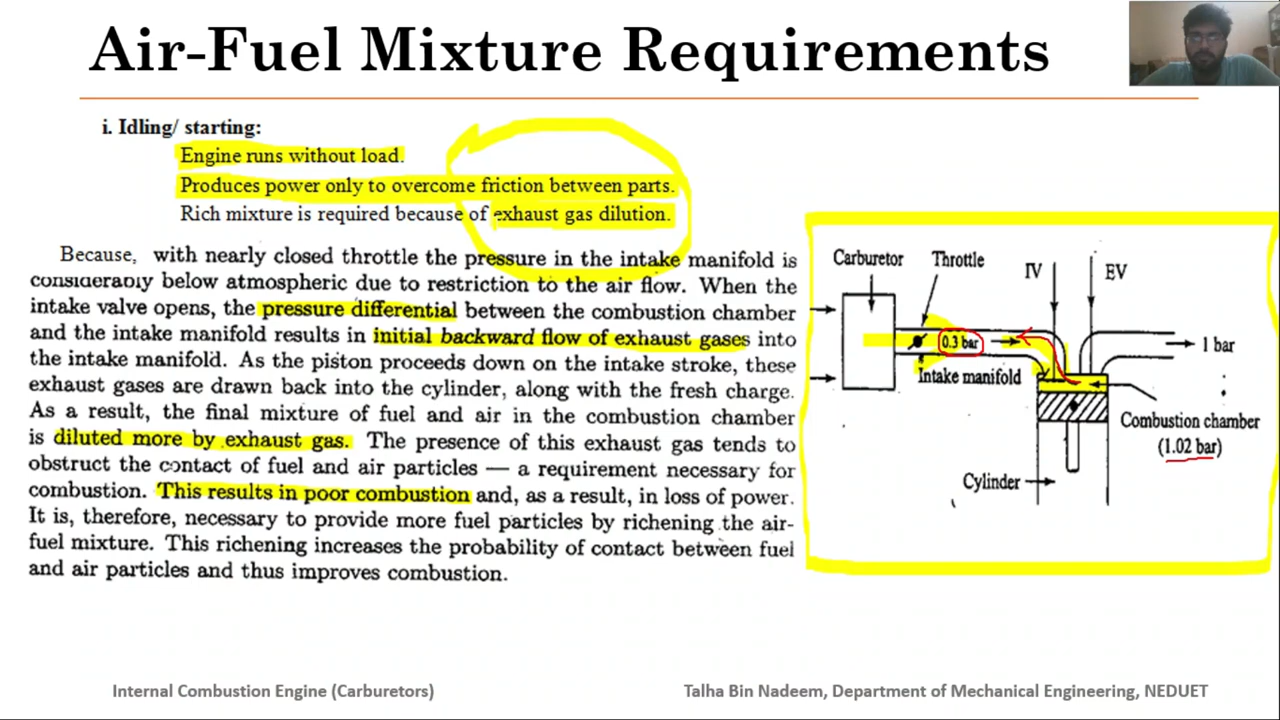 Air-Fuel Mixture Requirements
i. Idling/ starting:
Engine runs without load.
Produces power only to overcome friction between parts.
Rich mixture is required because of exhaust gas dilution.
Because, with nearly closed throttle the pressure in the intake manifold is
considerably below atmospheric due to restriction to the air flow. When the
intake valve opens, the pressure differential between the combustion chamber
and the intake manifold results in initial backward flow of exhaust gases into
the intake manifold. As the piston proceeds down on the intake stroke, these
exhaust gases are drawn back into the cylinder, along with the fresh charge.
As a result, the final mixture of fuel and air in the combustion chamber
is diluted more by exhaust gas. The presence of this exhaust gas tends to
obstruct the contact of fuel and air particles — a requirement necessary for
combustion. This results in poor combustion and, as a result, in loss of power.
It is, therefore, necessary to provide more fuel particles by richening the air-
fuel mixture. This richening increases the probability of contact between fuel
and air particles and thus improves combustion.
Carburetor
Throttle
IV
EV
0.3 bar
1 bar
Intake manifold
Combustion chamber
(1.02 bar)
Cylinder
Internal Combustion Engine (Carburetors)
Talha Bin Nadeem, Department of Mechanical Engineering, NEDUET